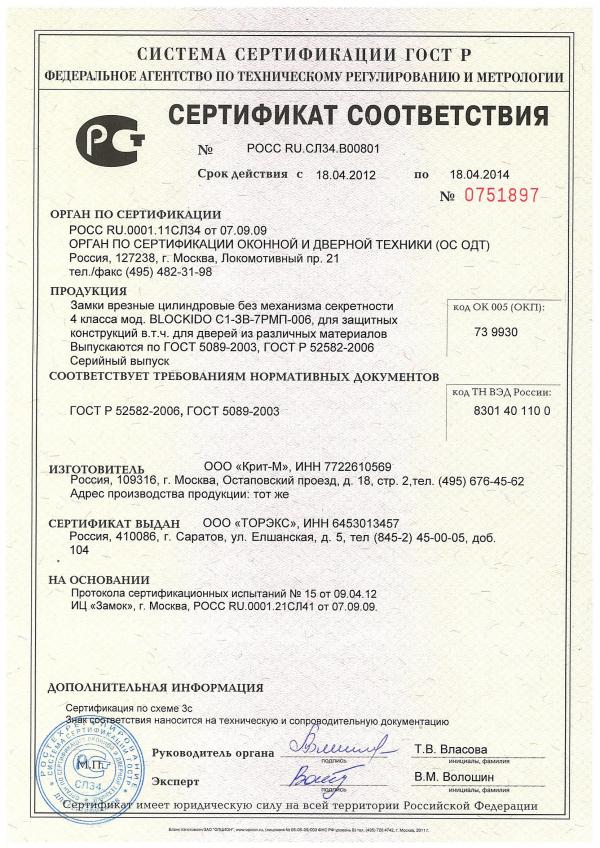 СИСТЕМА СЕРТИФИКАЦИИ ГОСТ Р
ФЕДЕРАЛЬНОЕ АГЕНТСТВО ПО ТЕХНИЧЕСКОМУ РЕГУЛИРОВАНИЮ И МЕТРОЛОГИИ
СЕРТИФИКАТ СООТВЕТСТВИЯ
№ РОСС RU.СЛ34.В00801
Срок действия с 18.04.2012 по 18.04.2014
№ 0751897
ОРГАН ПО СЕРТИФИКАЦИИ
РОСС RU.0001.11СЛ34 от 07.09.09
ОРГАН ПО СЕРТИФИКАЦИИ ОКОННОЙ И ДВЕРНОЙ ТЕХНИКИ (ОС ОДТ)
Россия, 127238, г. Москва, Локомотивный пр. 21
тел./факс (495) 482-31-98
ПРОДУКЦИЯ
Замки врезные цилиндровые без механизма секретности
4 класса мод. BLOCKIDO С1-3В-7РМП-006, для защитных
конструкций в.т.ч. для дверей из различных материалов
Выпускаются по ГОСТ 5089-2003, ГОСТ Р 52582-2006
Серийный выпуск
код ОК 005 (ОКП):
73 9930
СООТВЕТСТВУЕТ ТРЕБОВАНИЯМ НОРМАТИВНЫХ ДОКУМЕНТОВ
ГОСТ Р 52582-2006, ГОСТ 5089-2003
код ТН ВЭД России:
8301 40 110 0
ИЗГОТОВИТЕЛЬ ООО «Крит-М», ИНН 7722610569
Россия, 109316, г. Москва, Остаповский проезд, д. 18, стр. 2,тел. (495) 676-45-62
Адрес производства продукции: тот же
СЕРТИФИКАТ ВЫДАН ООО «ТОРЭКС», ИНН 6453013457
Россия, 410086, г. Саратов, ул. Елшанская, д. 5, тел (845-2) 45-00-05, доб.
104
НА ОСНОВАНИИ
Протокола сертификационных испытаний № 15 от 09.04.12
ИЦ «Замок», г. Москва, РОСС RU.0001.21СЛ41 от 07.09.09.
ДОПОЛНИТЕЛЬНАЯ ИНФОРМАЦИЯ
Сертификация по схеме 3с
Знак соответствия наносится на техническую и сопроводительную документацию
М.П.
СЛ34
Руководитель органа Т.В. Власова
подпись инициалы, фамилия
Эксперт В.М. Волошин
подпись инициалы, фамилия
Сертификат имеет юридическую силу на всей территории Российской Федерации